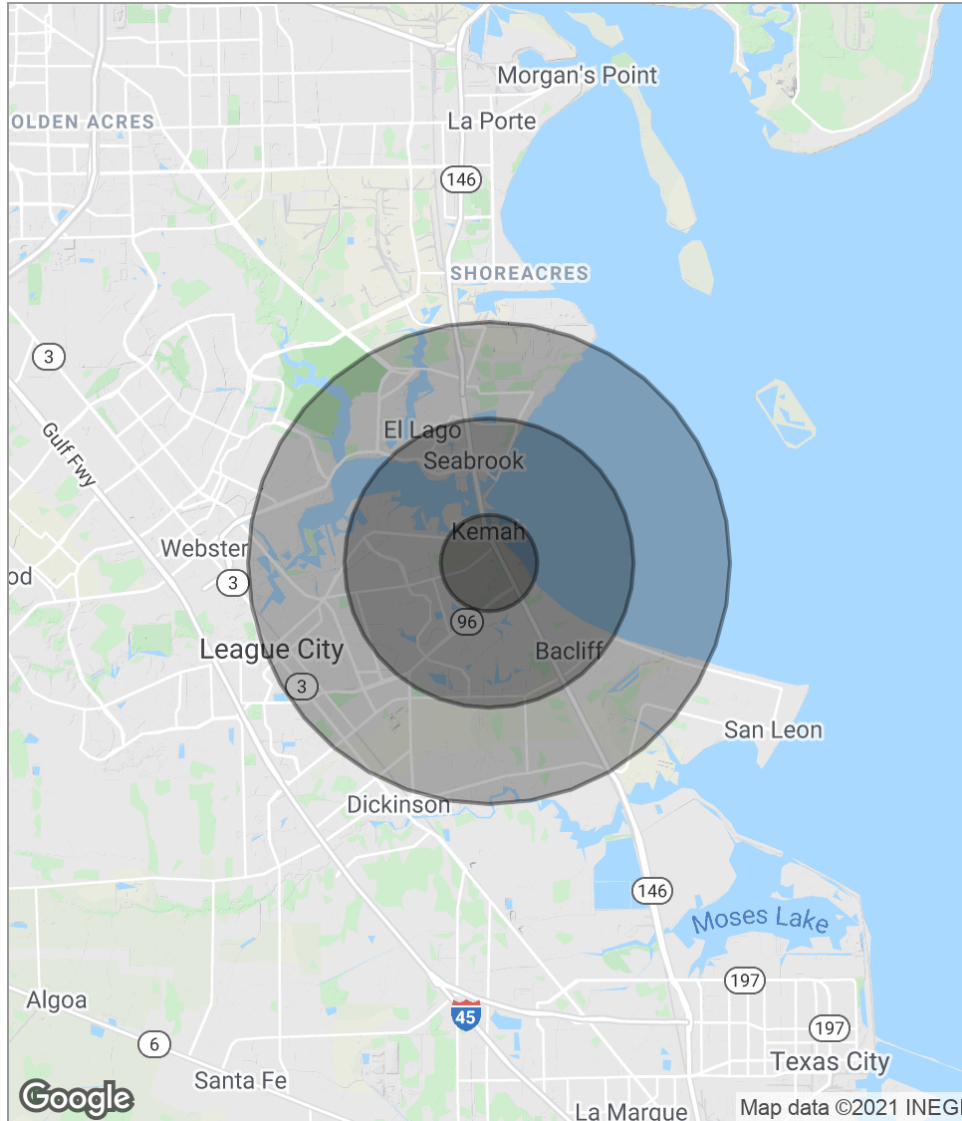 Morgan's Point
La Porte
OLDEN ACRES
146
SHOREACRES
3
Gulf Fwy
El Lago
Seabrook
Kemah
Webster
od
3
96
League City
Bacliff
3
San Leon
Dickinson
146
Moses Lake
197
Algoa
45
197
6
Texas City
Santa Fe
Google
La Marque
Map data ©2021 INEGI